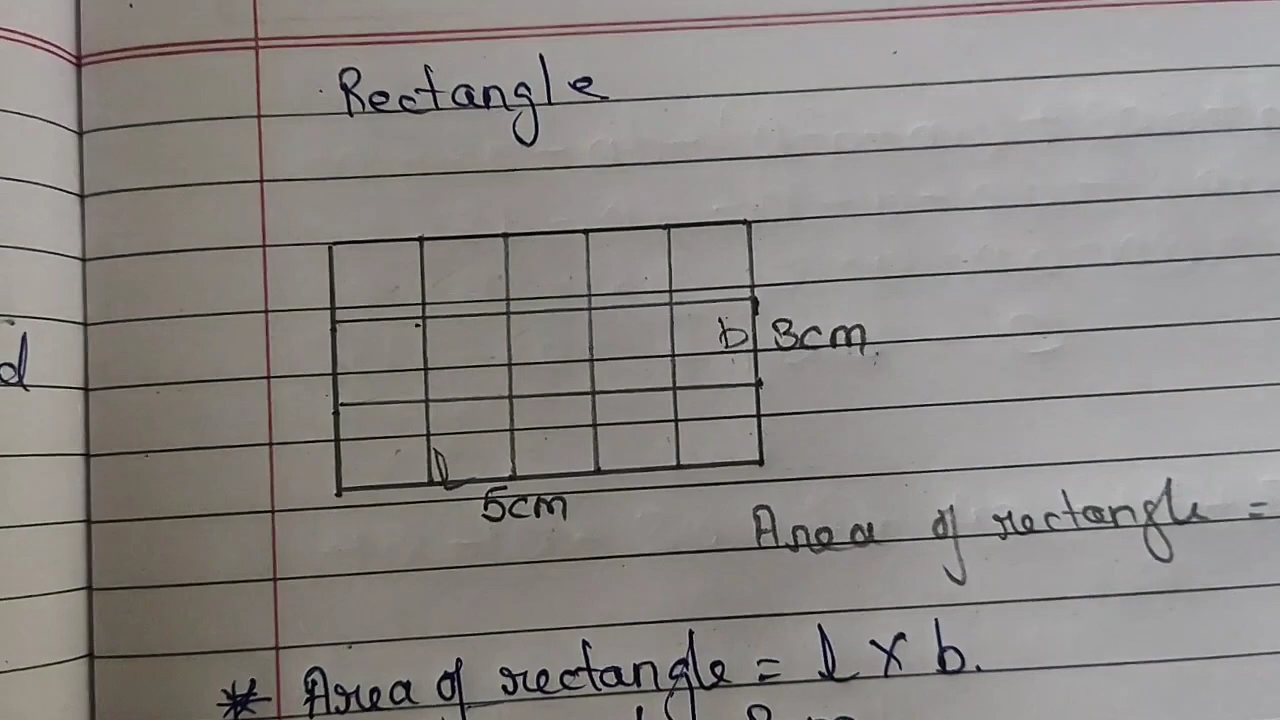 Rectangle
b 3cm
l
5cm
Area of rectangle =
* Area of rectangle = l x b.